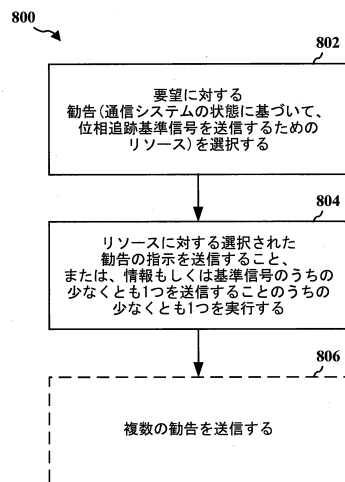 800
802
要望に対する
勧告(通信システムの状態に基づいて、
位相追跡基準信号を送信するための
リソース)を選択する
804
リソースに対する選択された
勧告の指示を送信すること、
または、情報もしくは基準信号のうちの
少なくとも1つを送信することのうちの
少なくとも1つを実行する
806
複数の勧告を送信する